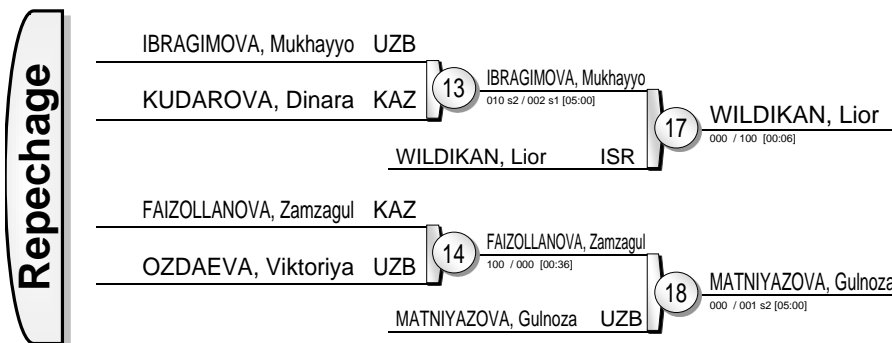 Repechage
IBRAGIMOVA, Mukhayyo UZB
KUDAROVA, Dinara KAZ
13
IBRAGIMOVA, Mukhayyo
010 s2 / 002 s1 [05:00]
WILDIKAN, Lior ISR
17
WILDIKAN, Lior
000 / 100 [00:06]
FAIZOLLANOVA, Zamzagul KAZ
OZDAEVA, Viktoriya UZB
14
FAIZOLLANOVA, Zamzagul
100 / 000 [00:36]
MATNIYAZOVA, Gulnoza UZB
18
MATNIYAZOVA, Gulnoza
000 / 001 s2 [05:00]